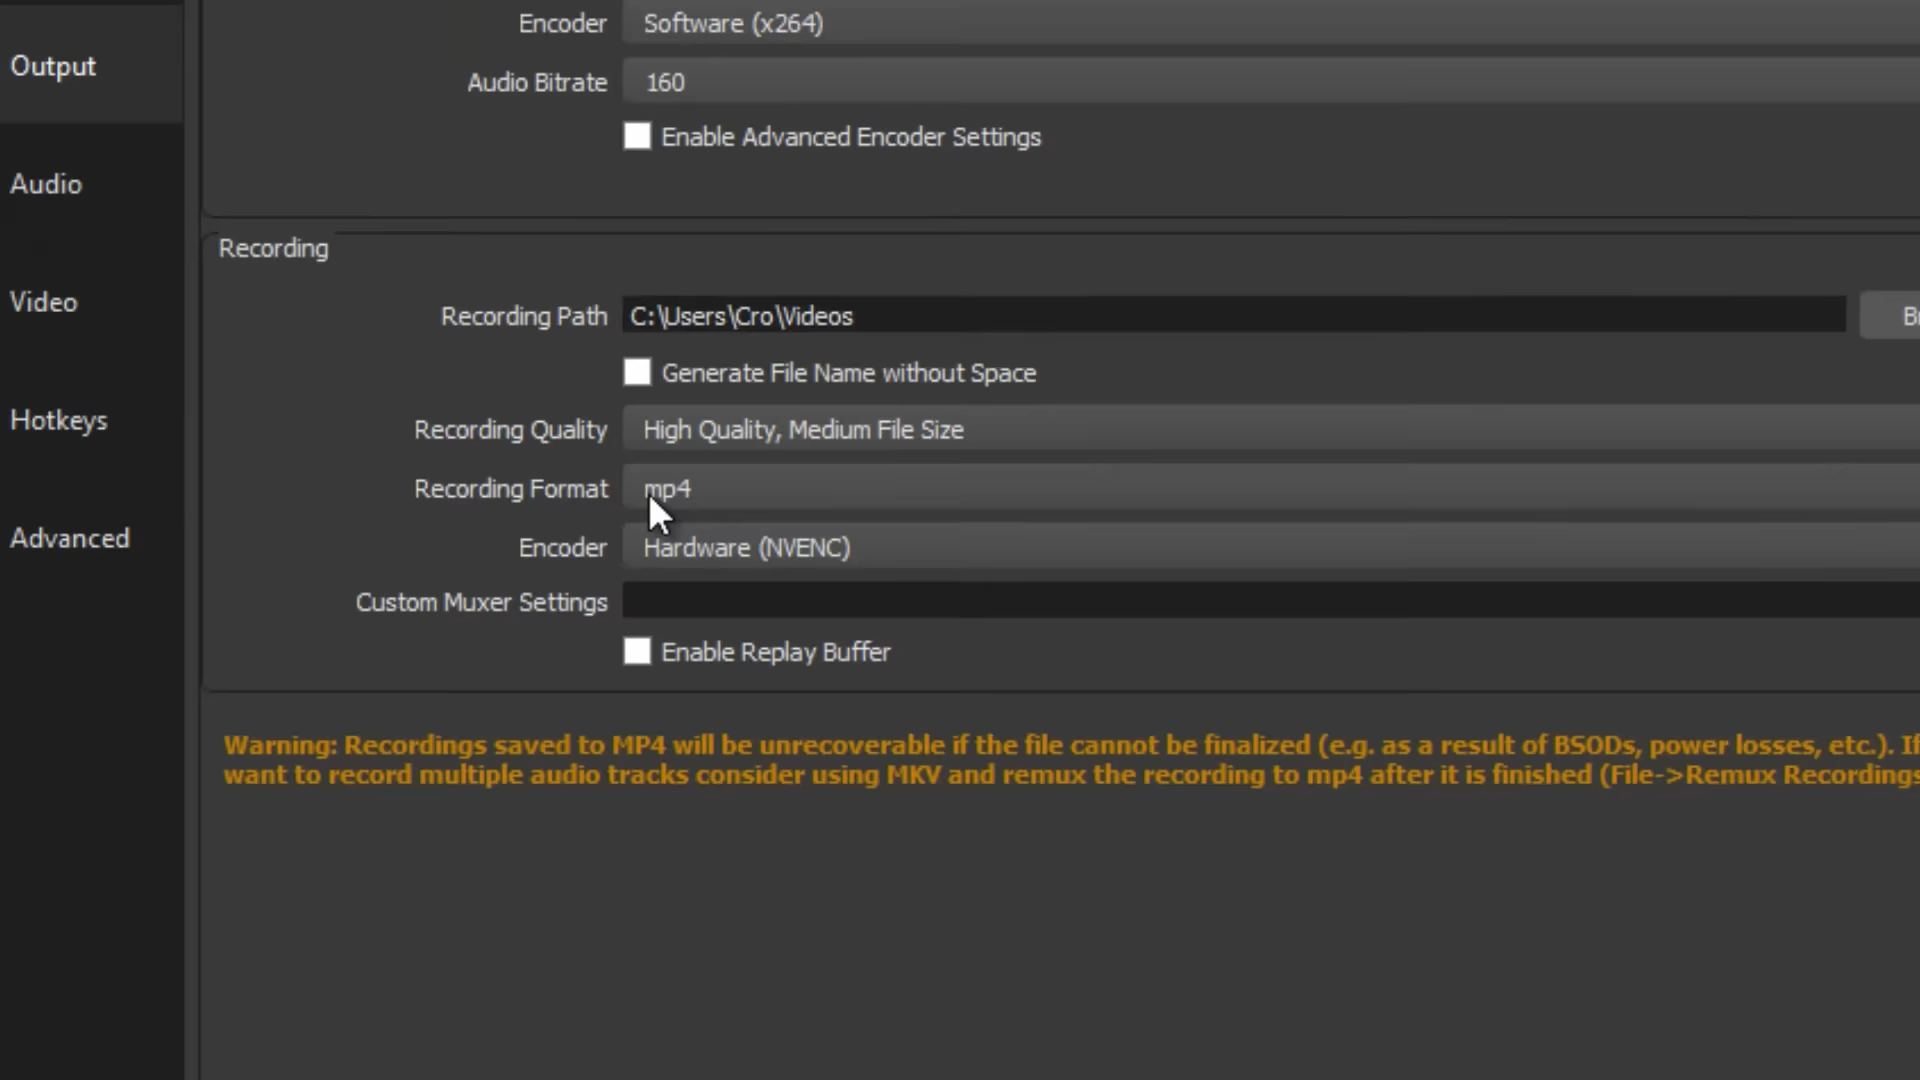 Output
Audio
Video
Hotkeys
Advanced
Encoder Software (x264)
Audio Bitrate 160
Enable Advanced Encoder Settings
Recording
Recording Path C:\Users\Cro\Videos
Generate File Name without Space
Recording Quality High Quality, Medium File Size
Recording Format mp4
Encoder Hardware (NVENC)
Custom Muxer Settings
Enable Replay Buffer
Warning: Recordings saved to MP4 will be unrecoverable if the file cannot be finalized (e.g. as a result of BSODs, power losses, etc.). If
want to record multiple audio tracks consider using MKV and remux the recording to mp4 after it is finished (File->Remux Recordings